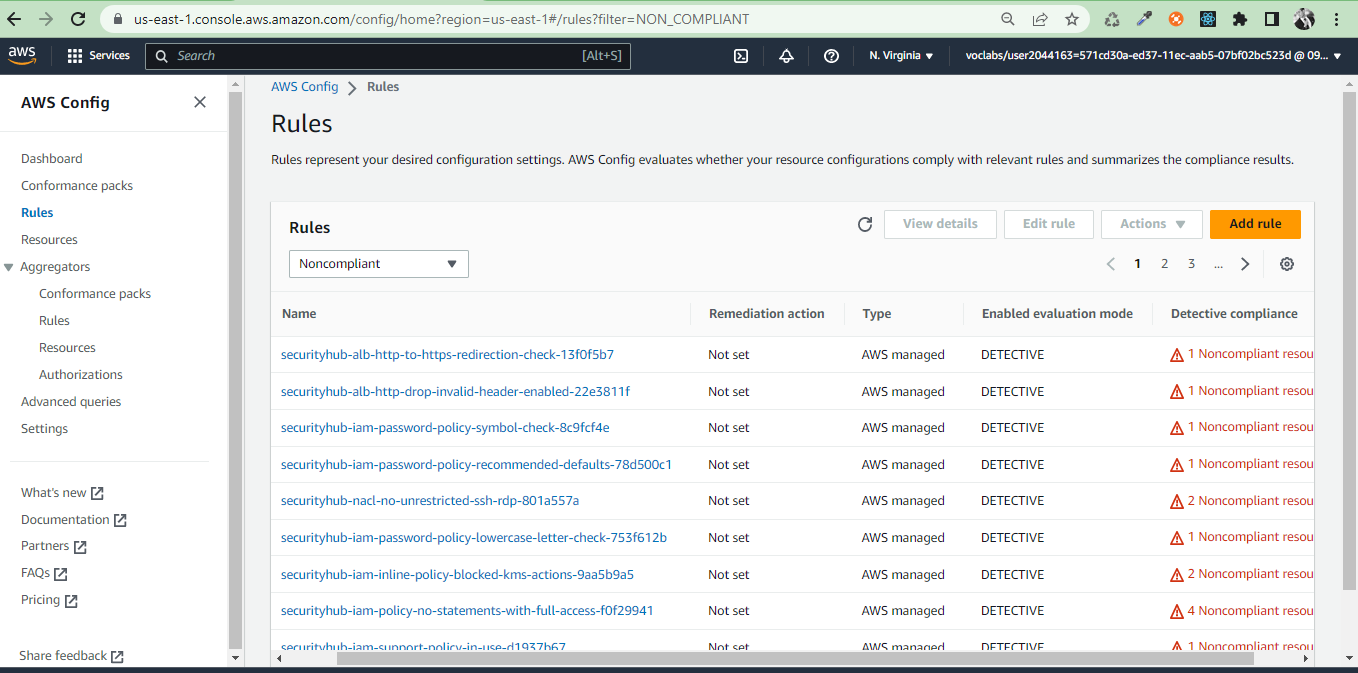 us-east-1.console.aws.amazon.com/config/home?region=us-east-1#/rules?filter=NON_COMPLIANT
aws
Services
Search
[Alt+S]
N. Virginia
voclabs/user2044163=571cd30a-ed37-11ec-aab5-07bf02bc523d @ 09...
AWS Config
Dashboard
Conformance packs
Rules
Resources
Aggregators
Conformance packs
Rules
Resources
Authorizations
Advanced queries
Settings
What's new
Documentation
Partners
FAQs
Pricing
Share feedback
AWS Config Rules
Rules
Rules represent your desired configuration settings. AWS Config evaluates whether your resource configurations comply with relevant rules and summarizes the compliance results.
Rules View details Edit rule Actions Add rule
Noncompliant 1 2 3 ...
Name Remediation action Type Enabled evaluation mode Detective compliance
securityhub-alb-http-to-https-redirection-check-13f0f5b7 Not set AWS managed DETECTIVE 1 Noncompliant resou
securityhub-alb-http-drop-invalid-header-enabled-22e3811f Not set AWS managed DETECTIVE 1 Noncompliant resou
securityhub-iam-password-policy-symbol-check-8c9fcf4e Not set AWS managed DETECTIVE 1 Noncompliant resou
securityhub-iam-password-policy-recommended-defaults-78d500c1 Not set AWS managed DETECTIVE 1 Noncompliant resou
securityhub-nacl-no-unrestricted-ssh-rdp-801a557a Not set AWS managed DETECTIVE 2 Noncompliant resou
securityhub-iam-password-policy-lowercase-letter-check-753f612b Not set AWS managed DETECTIVE 1 Noncompliant resou
securityhub-iam-inline-policy-blocked-kms-actions-9aa5b9a5 Not set AWS managed DETECTIVE 2 Noncompliant resou
securityhub-iam-policy-no-statements-with-full-access-f0f29941 Not set AWS managed DETECTIVE 4 Noncompliant resou
securityhub-iam-support-policy-in-use-d1937b67 Not set AWS managed DETECTIVE 1 Noncompliant resou